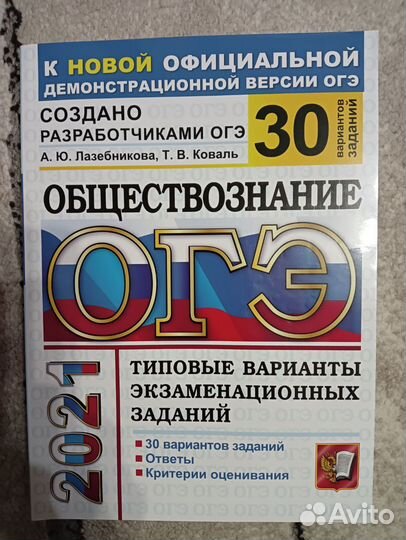 К НОВОЙ ОФИЦИАЛЬНОЙ
ДЕМОНСТРАЦИОННОЙ ВЕРСИИ ОГЭ
СОЗДАНО
РАЗРАБОТЧИКАМИ ОГЭ
А. Ю. Лазебникова, Т. В. Коваль
30
вариантов
заданий
ОБЩЕСТВОЗНАНИЕ
ОГЭ
2021
ТИПОВЫЕ ВАРИАНТЫ
ЭКЗАМЕНАЦИОННЫХ
ЗАДАНИЙ
30 вариантов заданий
Ответы
Критерии оценивания
Avito